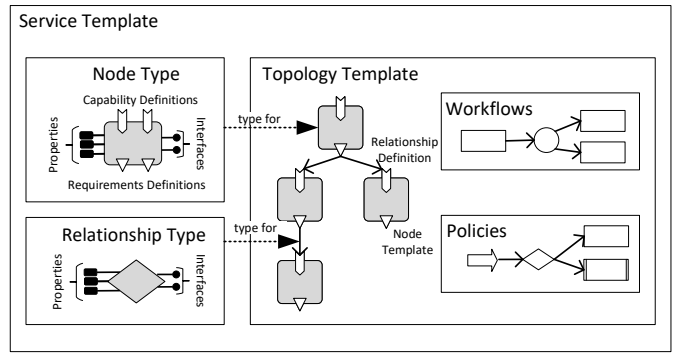 Service Template
Node Type
Capability Definitions
Properties
Interfaces
Requirements Definitions
type for
Relationship Type
Properties
Interfaces
type for
Topology Template
Relationship
Definition
Node
Template
Workflows
Policies